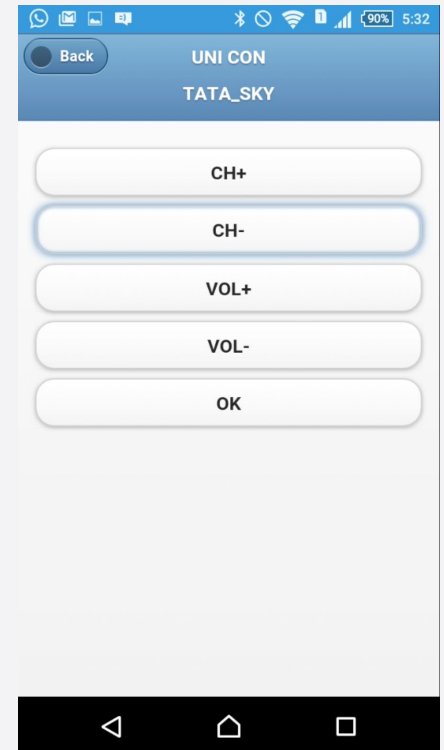 90% 5:32
Back UNI CON
TATA_SKY
CH+
CH-
VOL+
VOL-
OK